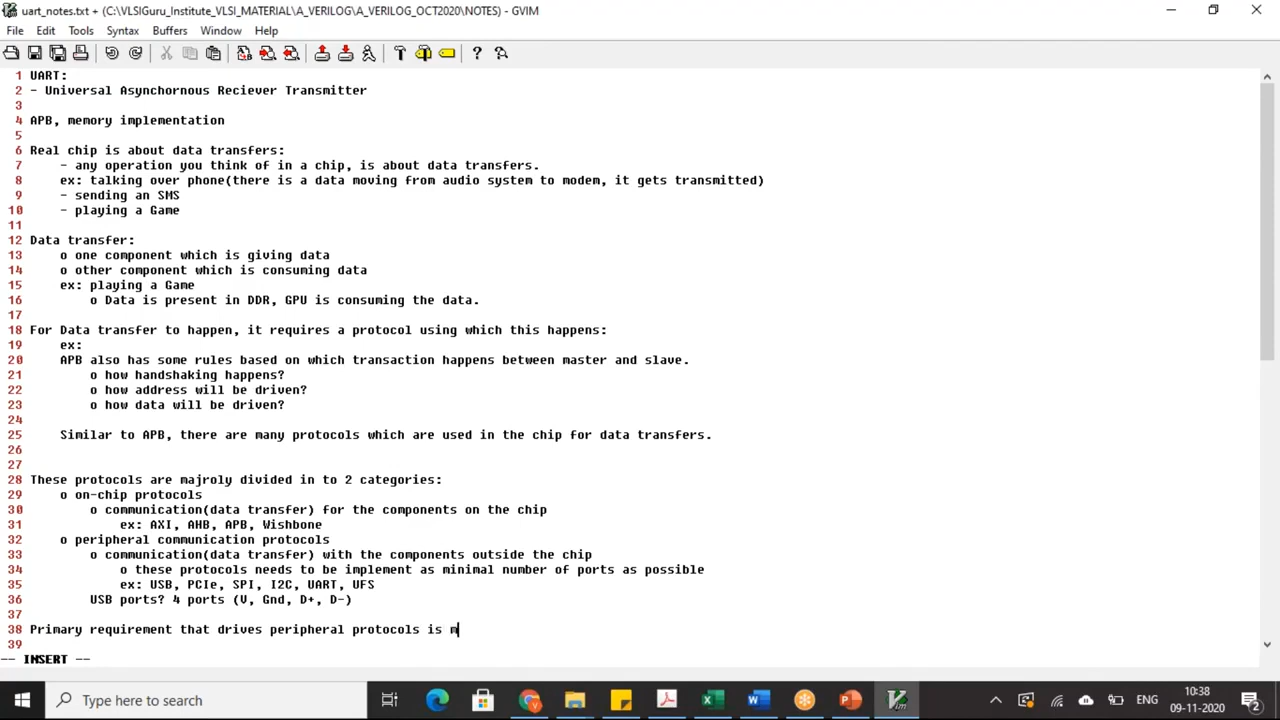 uart_notes.txt + (C:\VLSIGuru_Institute_VLSI_MATERIAL\A_VERILOG\A_VERILOG_OCT2020\NOTES) - GVIM
File Edit Tools Syntax Buffers Window Help
1 UART:
2 - Universal Asynchornous Reciever Transmitter
3
4 APB, memory implementation
5
6 Real chip is about data transfers:
7 - any operation you think of in a chip, is about data transfers.
8 ex: talking over phone(there is a data moving from audio system to modem, it gets transmitted)
9 - sending an SMS
10 - playing a Game
11
12 Data transfer:
13 o one component which is giving data
14 o other component which is consuming data
15 ex: playing a Game
16 o Data is present in DDR, GPU is consuming the data.
17
18 For Data transfer to happen, it requires a protocol using which this happens:
19 ex:
20 APB also has some rules based on which transaction happens between master and slave.
21 o how handshaking happens?
22 o how address will be driven?
23 o how data will be driven?
24
25 Similar to APB, there are many protocols which are used in the chip for data transfers.
26
27
28 These protocols are majroly divided in to 2 categories:
29 o on-chip protocols
30 o communication(data transfer) for the components on the chip
31 ex: AXI, AHB, APB, Wishbone
32 o peripheral communication protocols
33 o communication(data transfer) with the components outside the chip
34 o these protocols needs to be implement as minimal number of ports as possible
35 ex: USB, PCIe, SPI, I2C, UART, UFS
36 USB ports? 4 ports (V, Gnd, D+, D-)
37
38 Primary requirement that drives peripheral protocols is m
39
-- INSERT --
Type here to search
ENG
10:38
09-11-2020
2